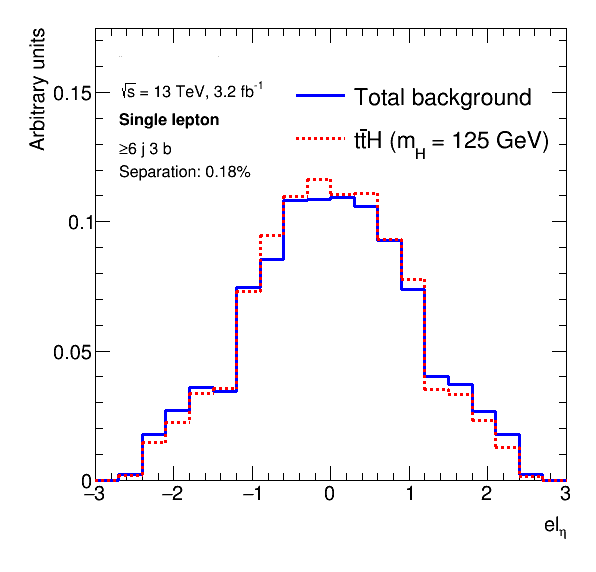 Arbitrary units
√s = 13 TeV, 3.2 fb⁻¹
Single lepton
≥6 j 3 b
Separation: 0.18%
Total background
tt̄H (m_H = 125 GeV)
0.15
0.1
0.05
0
−3 −2 −1 0 1 2 3
el_η